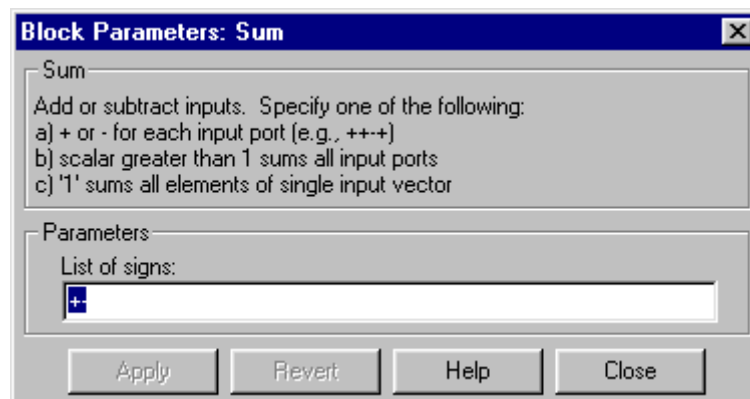 Block Parameters: Sum
Sum
Add or subtract inputs. Specify one of the following:
a) + or - for each input port (e.g., ++-+)
b) scalar greater than 1 sums all input ports
c) '1' sums all elements of single input vector
Parameters
List of signs:
+-
Apply Revert Help Close